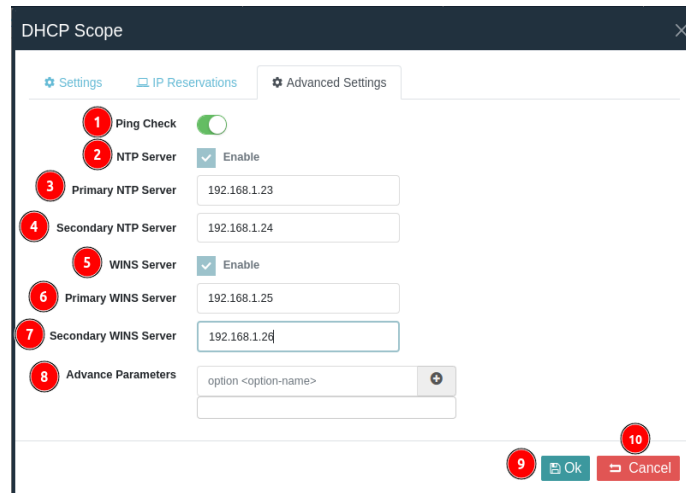 DHCP Scope
Settings IP Reservations Advanced Settings
1 Ping Check
2 NTP Server Enable
3 Primary NTP Server 192.168.1.23
4 Secondary NTP Server 192.168.1.24
5 WINS Server Enable
6 Primary WINS Server 192.168.1.25
7 Secondary WINS Server 192.168.1.26
8 Advance Parameters option <option-name>
10
9 Ok Cancel